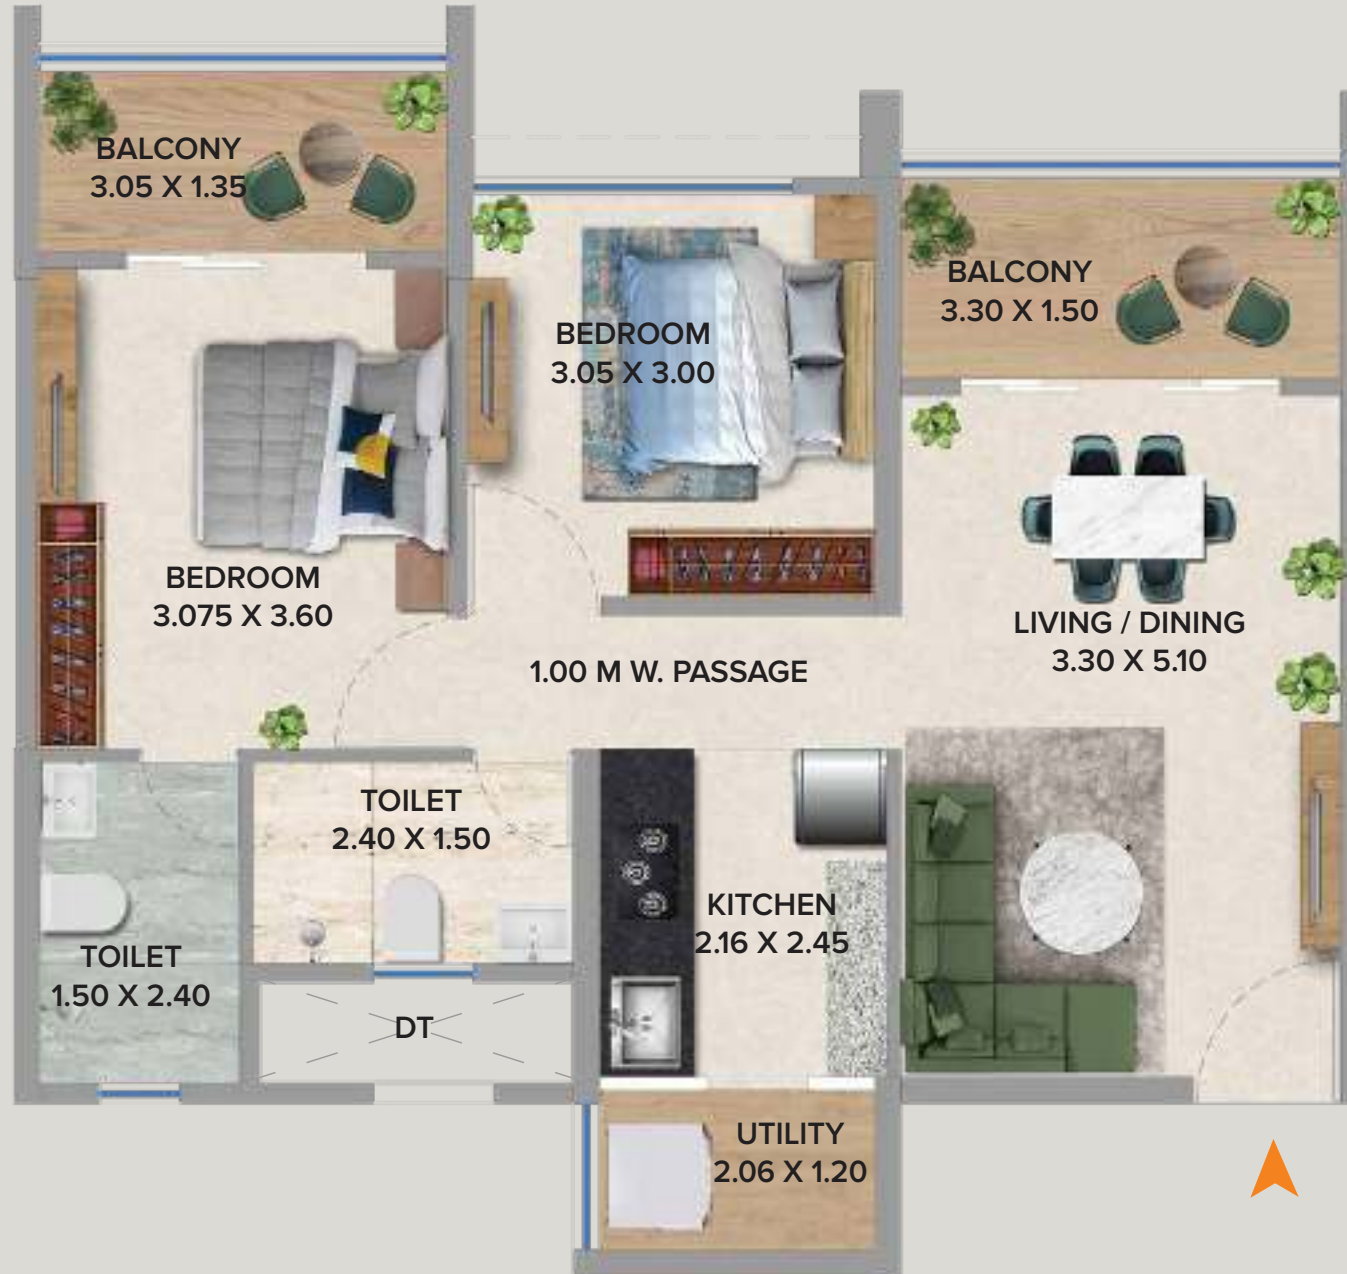 BALCONY
3.05 X 1.35
BEDROOM
3.05 X 3.00
BALCONY
3.30 X 1.50
BEDROOM
3.075 X 3.60
LIVING / DINING
3.30 X 5.10
1.00 M W. PASSAGE
TOILET
2.40 X 1.50
KITCHEN
2.16 X 2.45
TOILET
1.50 X 2.40
DT
UTILITY
2.06 X 1.20